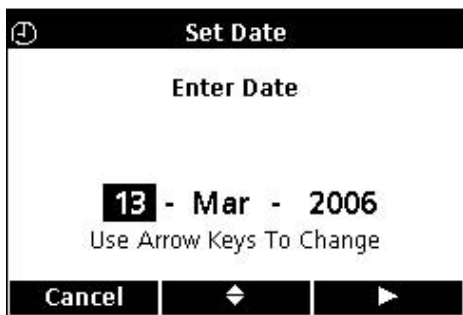 Set Date
Enter Date
13 - Mar - 2006
Use Arrow Keys To Change
Cancel